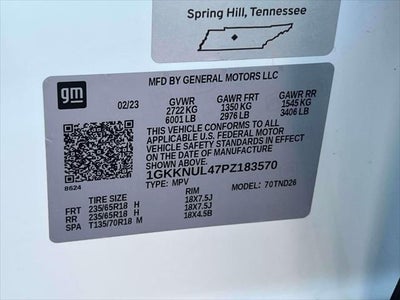 Spring Hill, Tennessee
MFD BY GENERAL MOTORS LLC
gm
02/23 GVWR GAWR FRT GAWR RR
2722 KG 1350 KG 1545 KG
6001 LB 2976 LB 3406 LB
THIS VEHICLE CONFORMS TO ALL
APPLICABLE U.S. FEDERAL MOTOR
VEHICLE SAFETY STANDARDS IN EFFECT
ON THE DATE OF MANUFACTURE
SHOWN ABOVE.
1GKKNUL47PZ183570
8624 TYPE: MPV MODEL: 70TND26
TIRE SIZE RIM
FRT 235/65R18 H 18X7.5J
RR 235/65R18 H 18X7.5J
SPA T135/70R18 M 18X4.5B